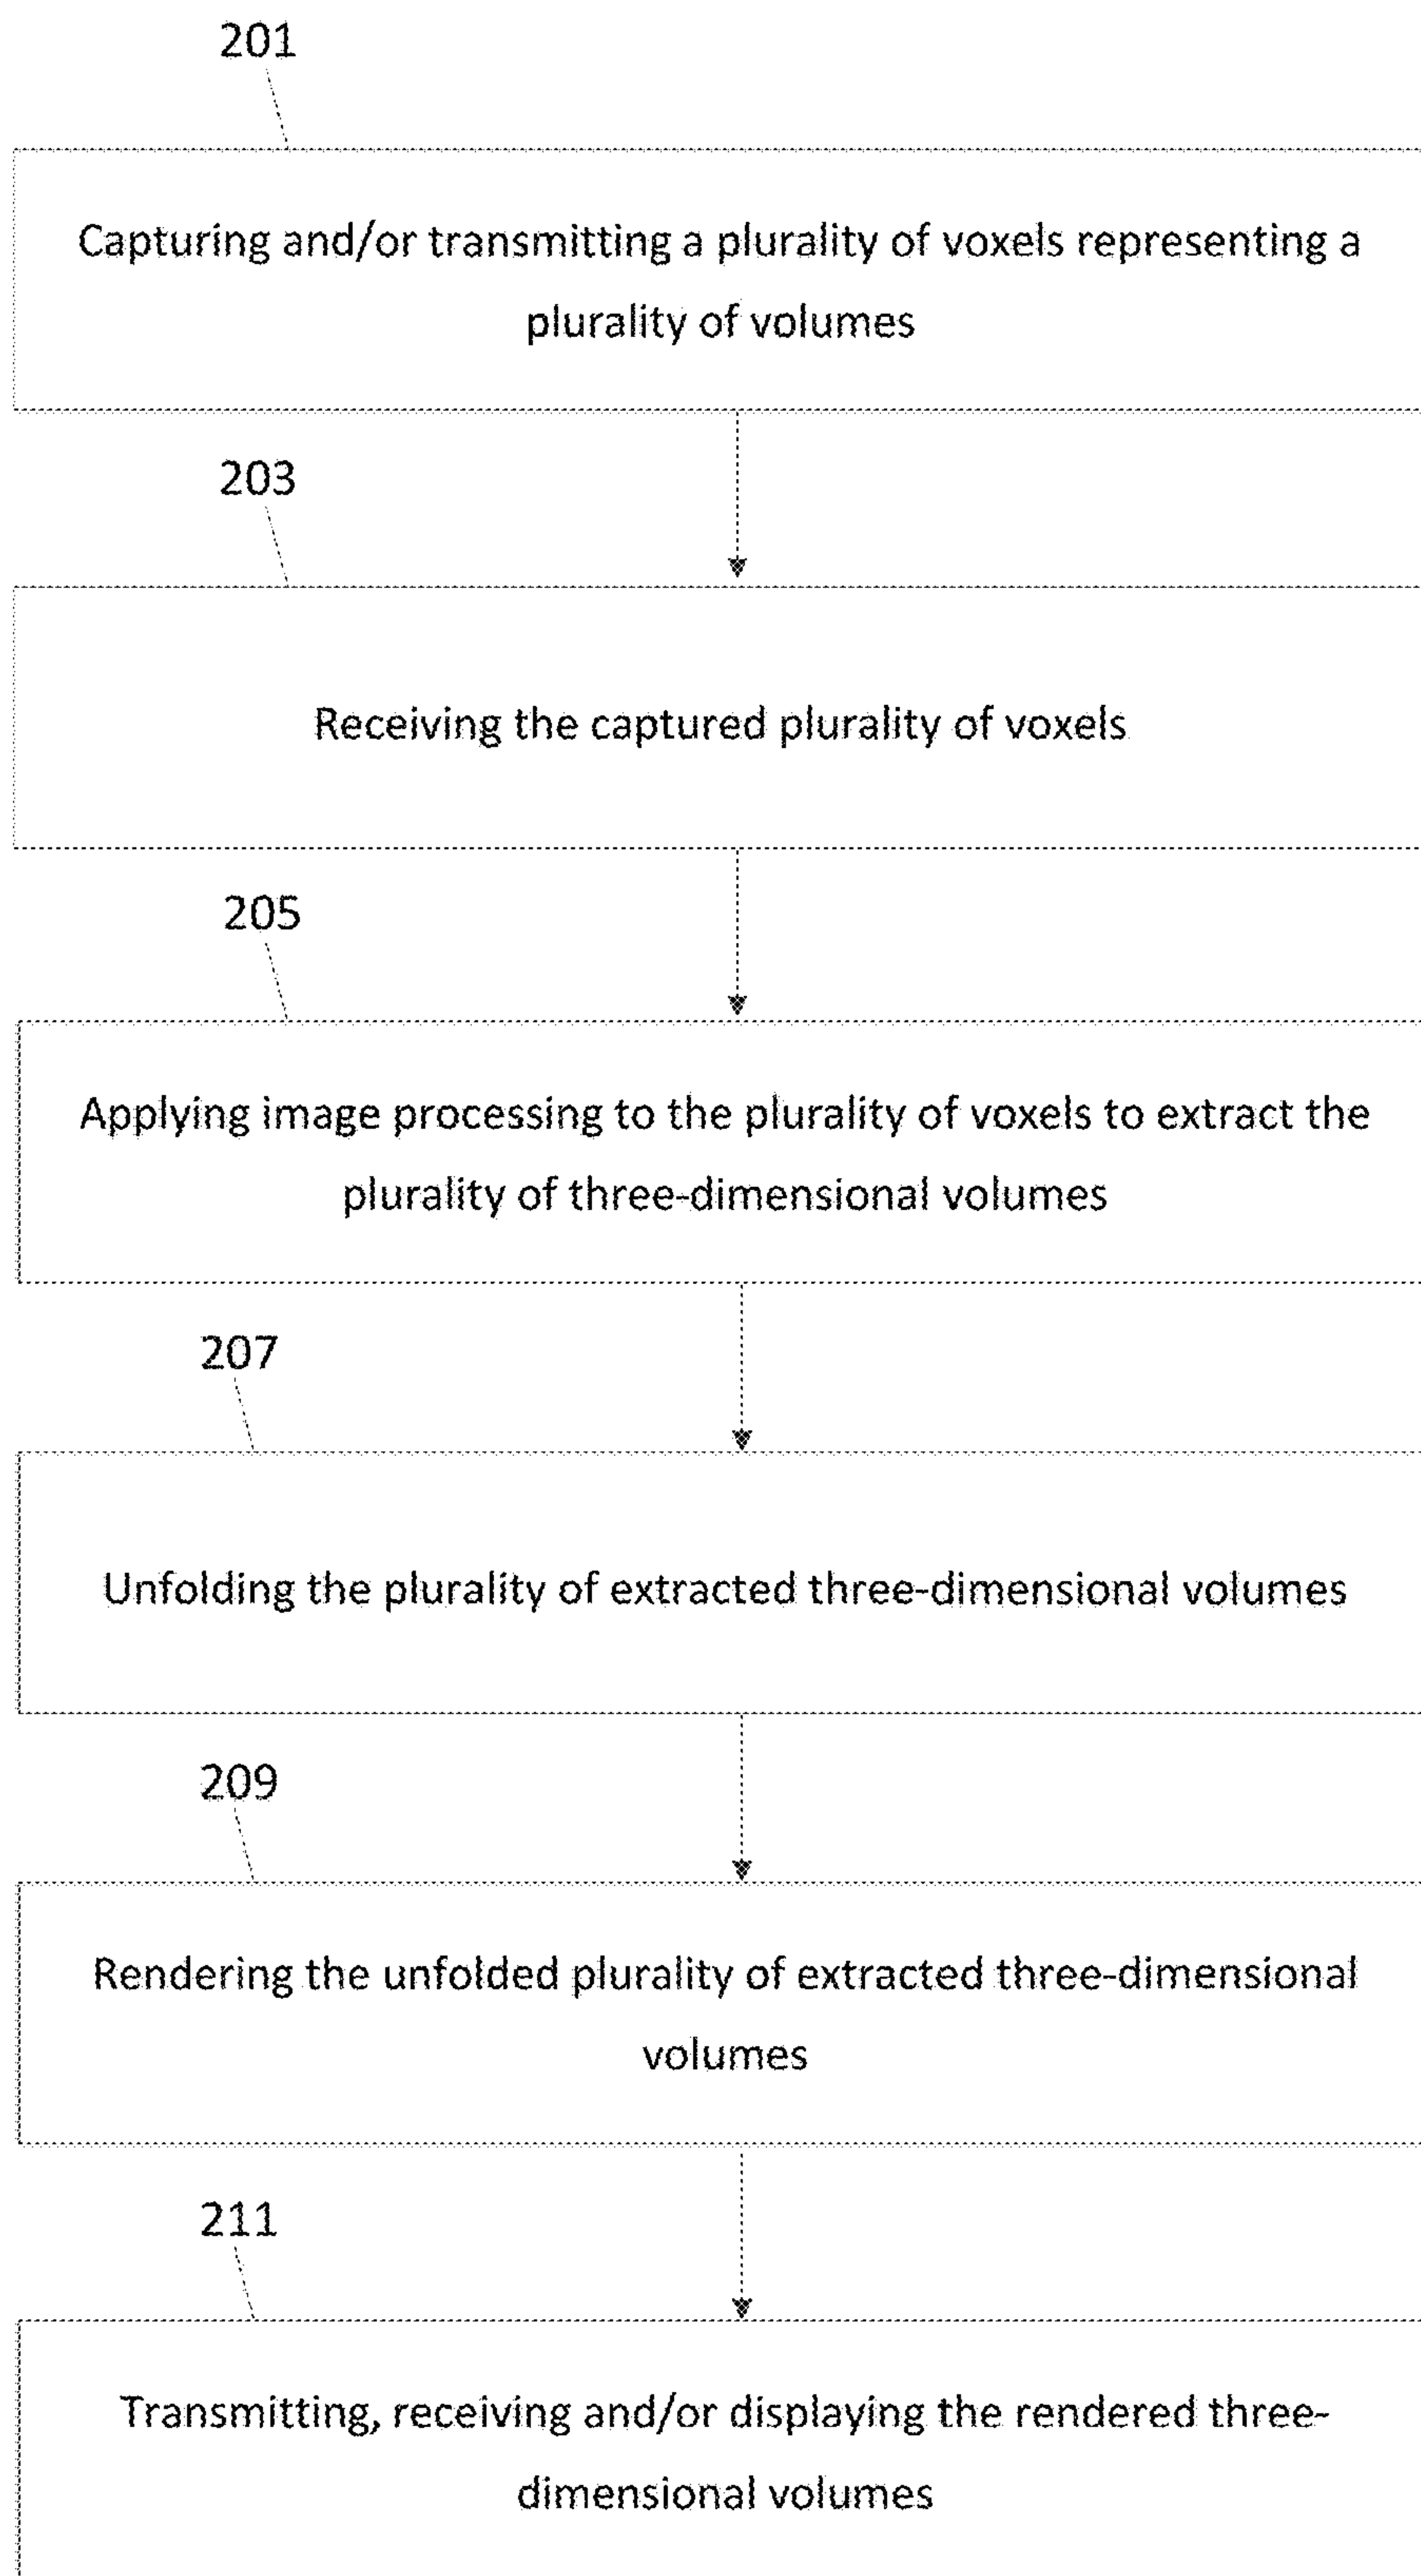 201
Capturing and/or transmitting a plurality of voxels representing a
plurality of volumes
203
Receiving the captured plurality of voxels
205
Applying image processing to the plurality of voxels to extract the
plurality of three-dimensional volumes
207
Unfolding the plurality of extracted three-dimensional volumes
209
Rendering the unfolded plurality of extracted three-dimensional
volumes
211
Transmitting, receiving and/or displaying the rendered three-
dimensional volumes